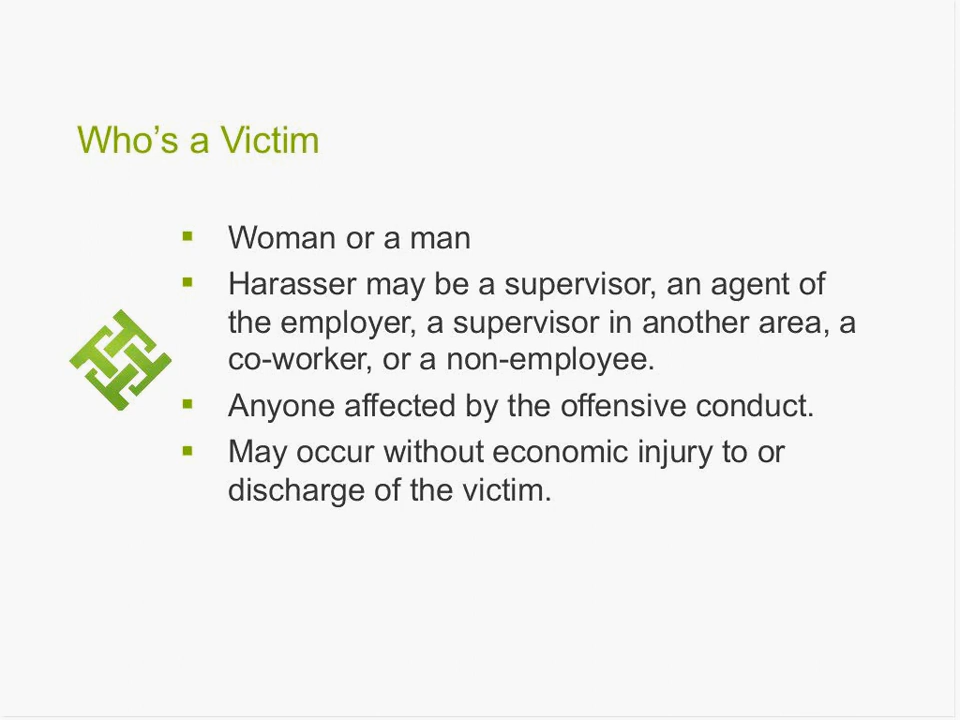 Who’s a Victim
▪ Woman or a man
▪ Harasser may be a supervisor, an agent of
the employer, a supervisor in another area, a
co-worker, or a non-employee.
▪ Anyone affected by the offensive conduct.
▪ May occur without economic injury to or
discharge of the victim.